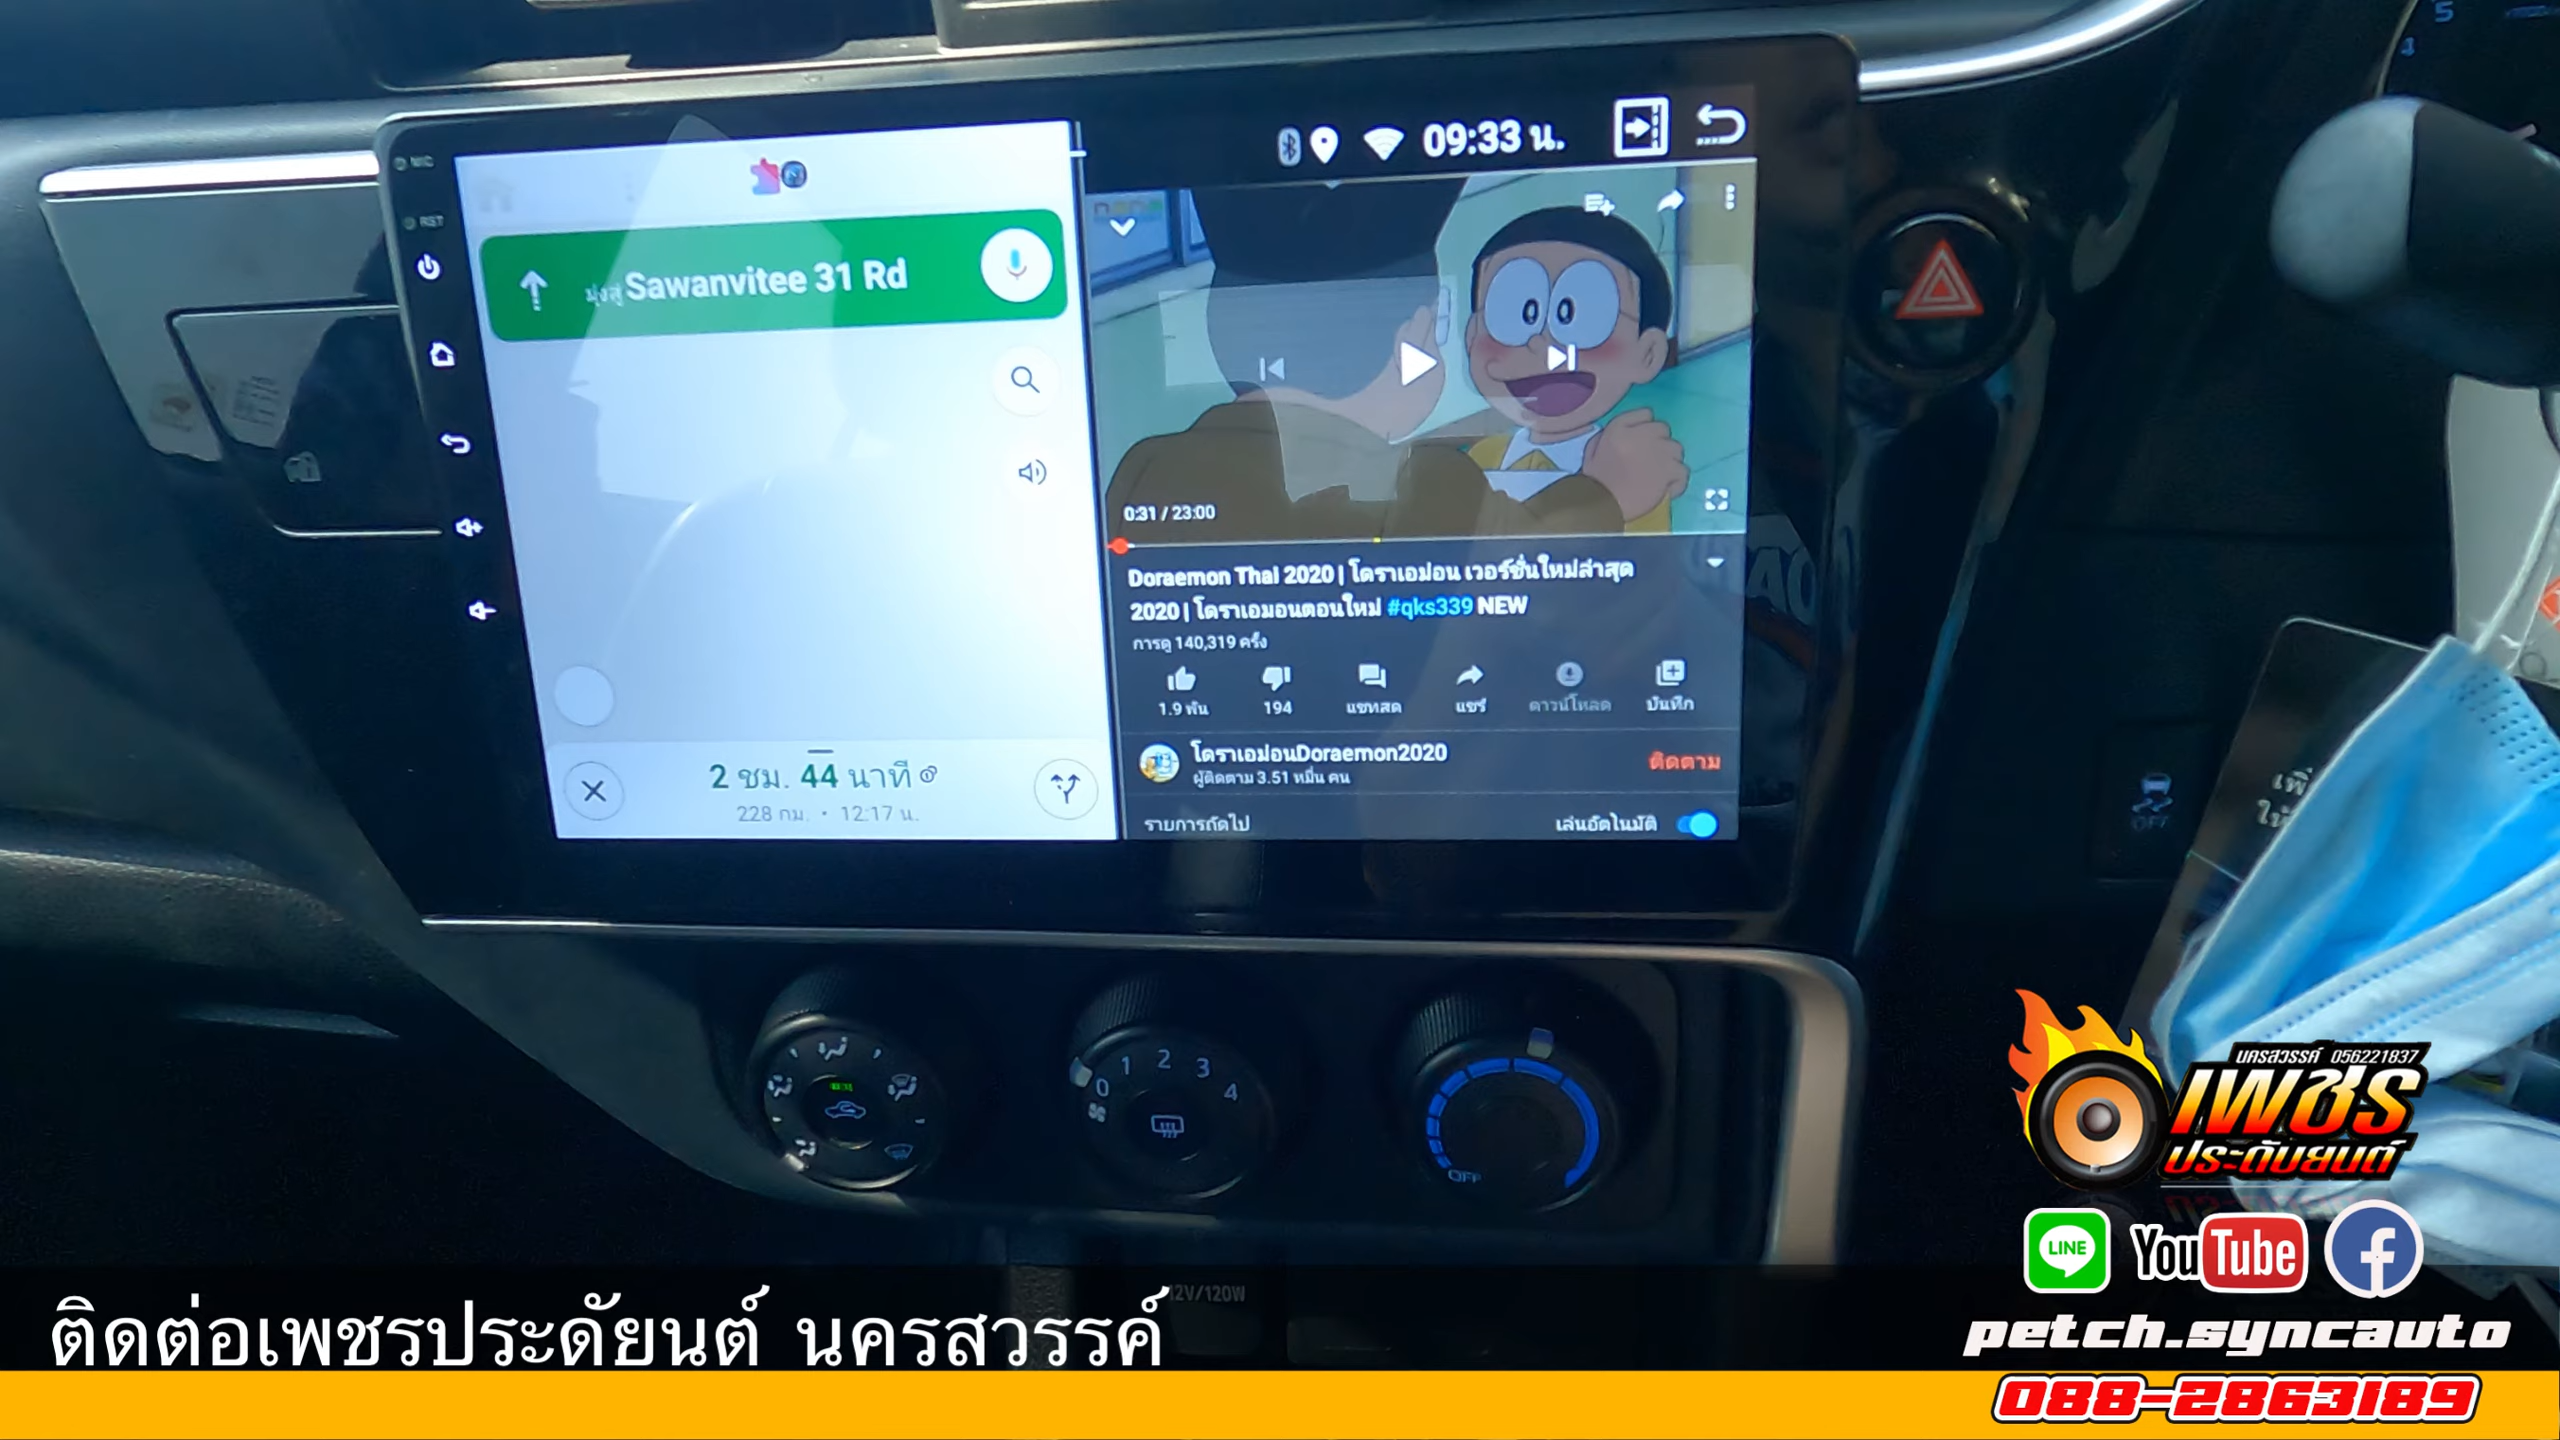 MIC
RST
09:33 น.
มุ่งสู่ Sawanvitee 31 Rd
0:31 / 23:00
Doraemon Thai 2020 | โดราเอม่อน เวอร์ชั่นใหม่ล่าสุด
2020 | โดราเอมอนตอนใหม่ #qks339 NEW
การดู 140,319 ครั้ง
1.9 พัน 194 แชทสด แชร์ ดาวน์โหลด บันทึก
โดราเอม่อนDoraemon2020
ผู้ติดตาม 3.51 หมื่น คน
ติดตาม
รายการถัดไป เล่นอัตโนมัติ
2 ชม. 44 นาที
228 กม. • 12:17 น.
5
4
OFF
0 1 2 3 4
OFF
12V/120W
นครสวรรค์ 056221837
เพชร
ประดับยนต์
LINE YouTube f
petch.syncauto
088-2863189
ติดต่อเพชรประดัยนต์ นครสวรรค์